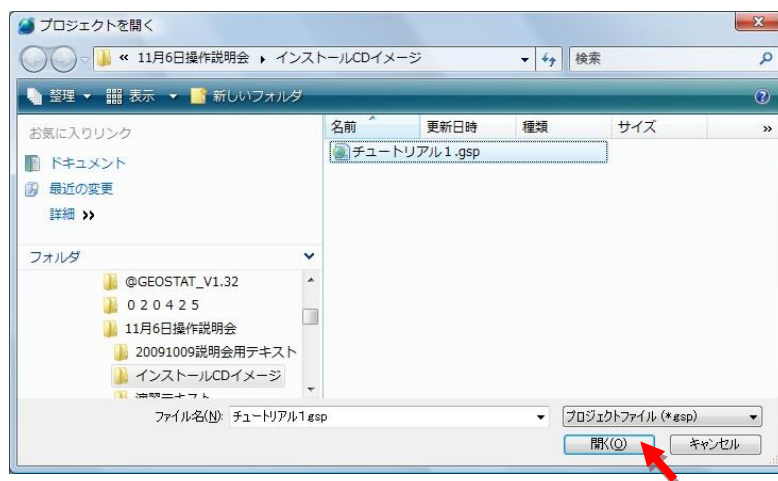 プロジェクトを開く
« 11月6日操作説明会 ▸ インストールCDイメージ
検索
整理 表示 新しいフォルダ
お気に入りリンク
ドキュメント
最近の変更
詳細 »
フォルダ
@GEOSTAT_V1.32
020425
11月6日操作説明会
20091009説明会用テキスト
インストールCDイメージ
演習テキスト
名前 更新日時 種類 サイズ »
チュートリアル1.gsp
ファイル名(N): チュートリアル1.gsp
プロジェクトファイル (*.gsp)
開く(O) キャンセル